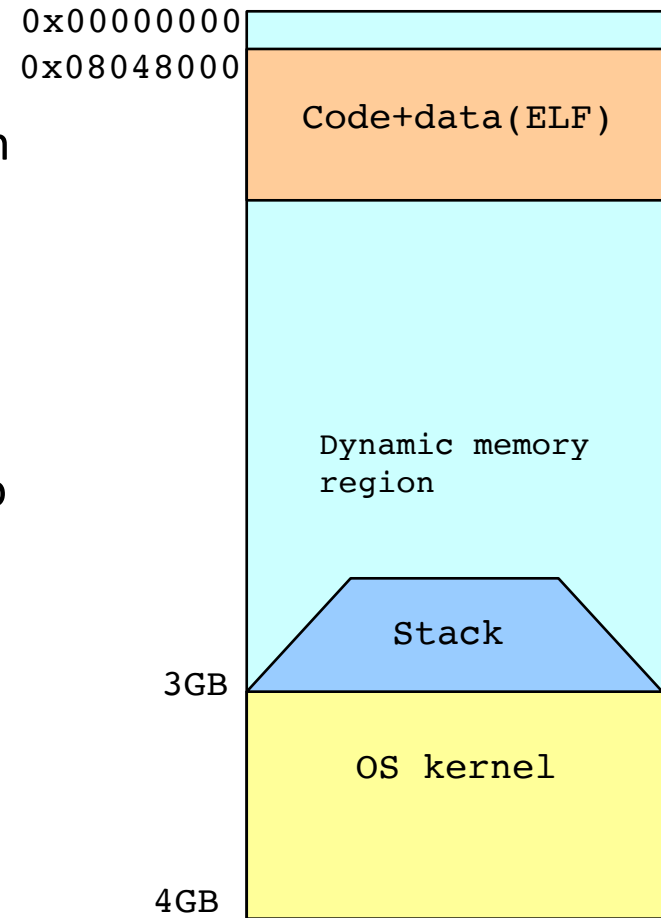 0x00000000
0x08048000
Code+data(ELF)
Dynamic memory
region
Stack
3GB
OS kernel
4GB